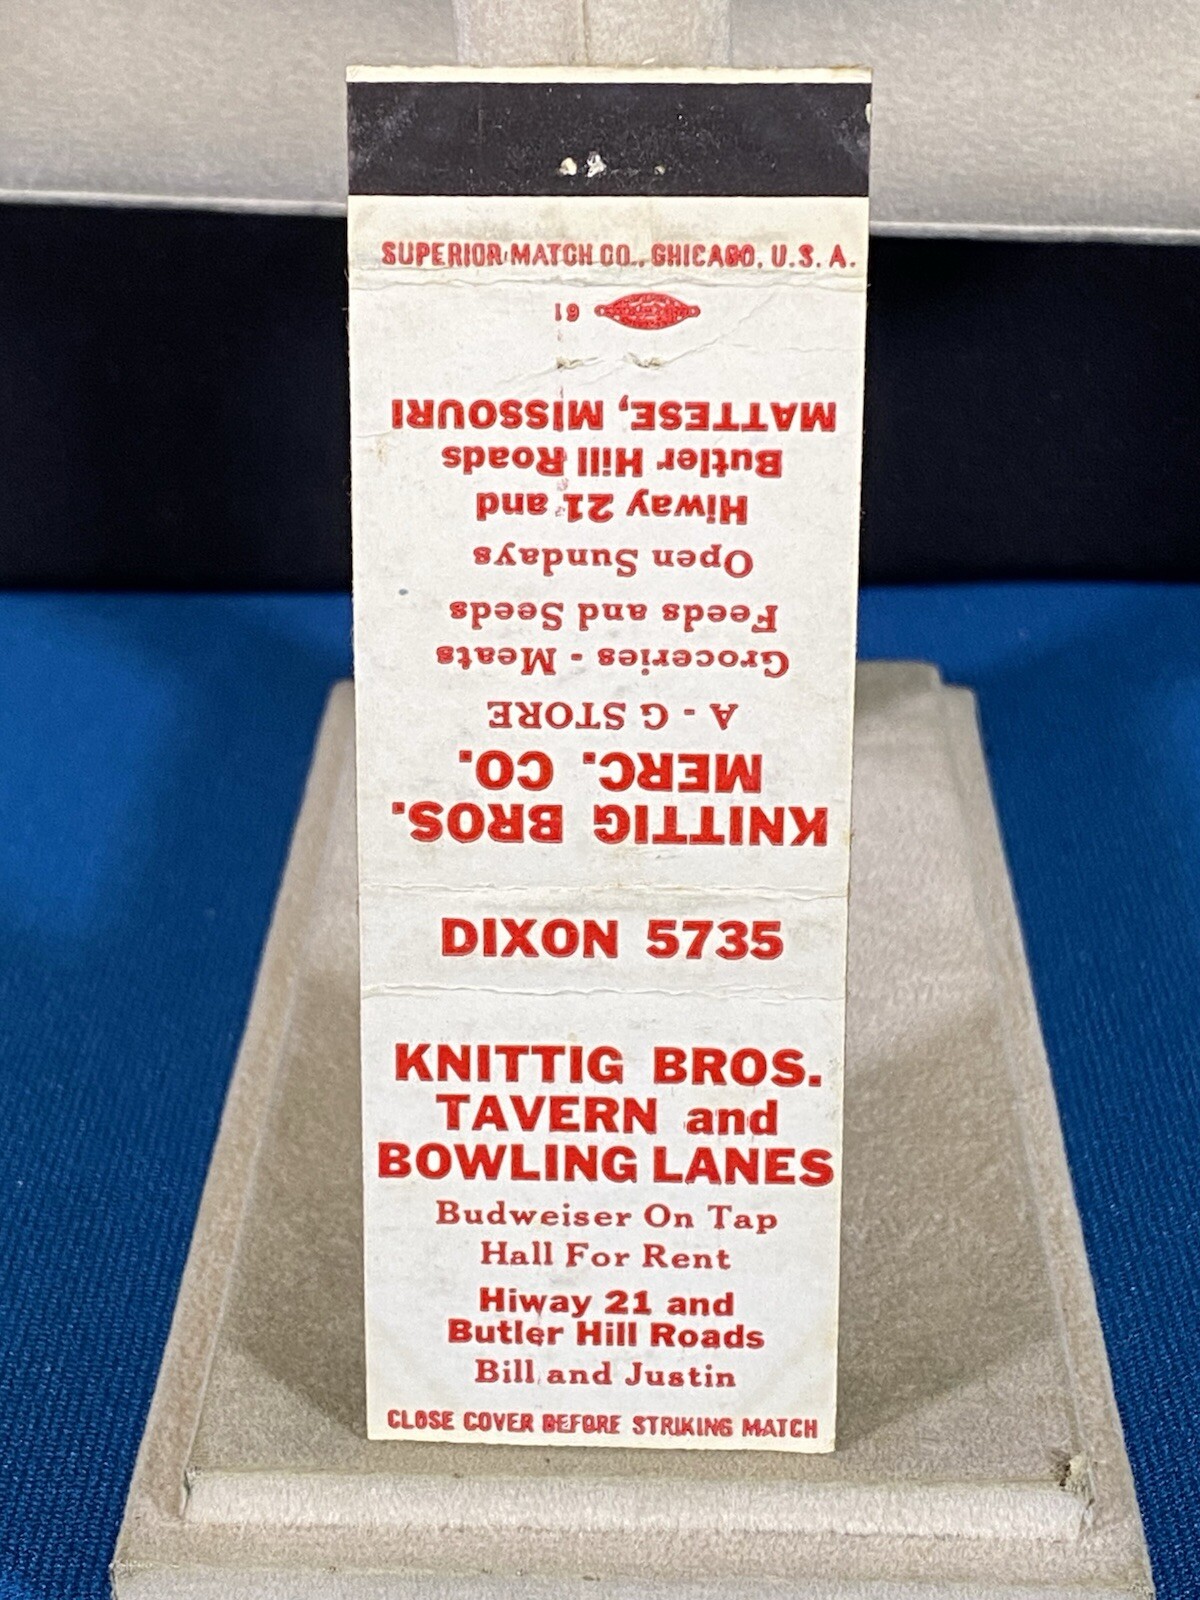 SUPERIOR MATCH CO., CHICAGO, U.S.A.
61
KNITTIG BROS.
MERC. CO.
A - G STORE
Groceries - Meats
Feeds and Seeds
Open Sundays
Hiway 21 and
Butler Hill Roads
MATTESE, MISSOURI
DIXON 5735
KNITTIG BROS.
TAVERN and
BOWLING LANES
Budweiser On Tap
Hall For Rent
Hiway 21 and
Butler Hill Roads
Bill and Justin
CLOSE COVER BEFORE STRIKING MATCH